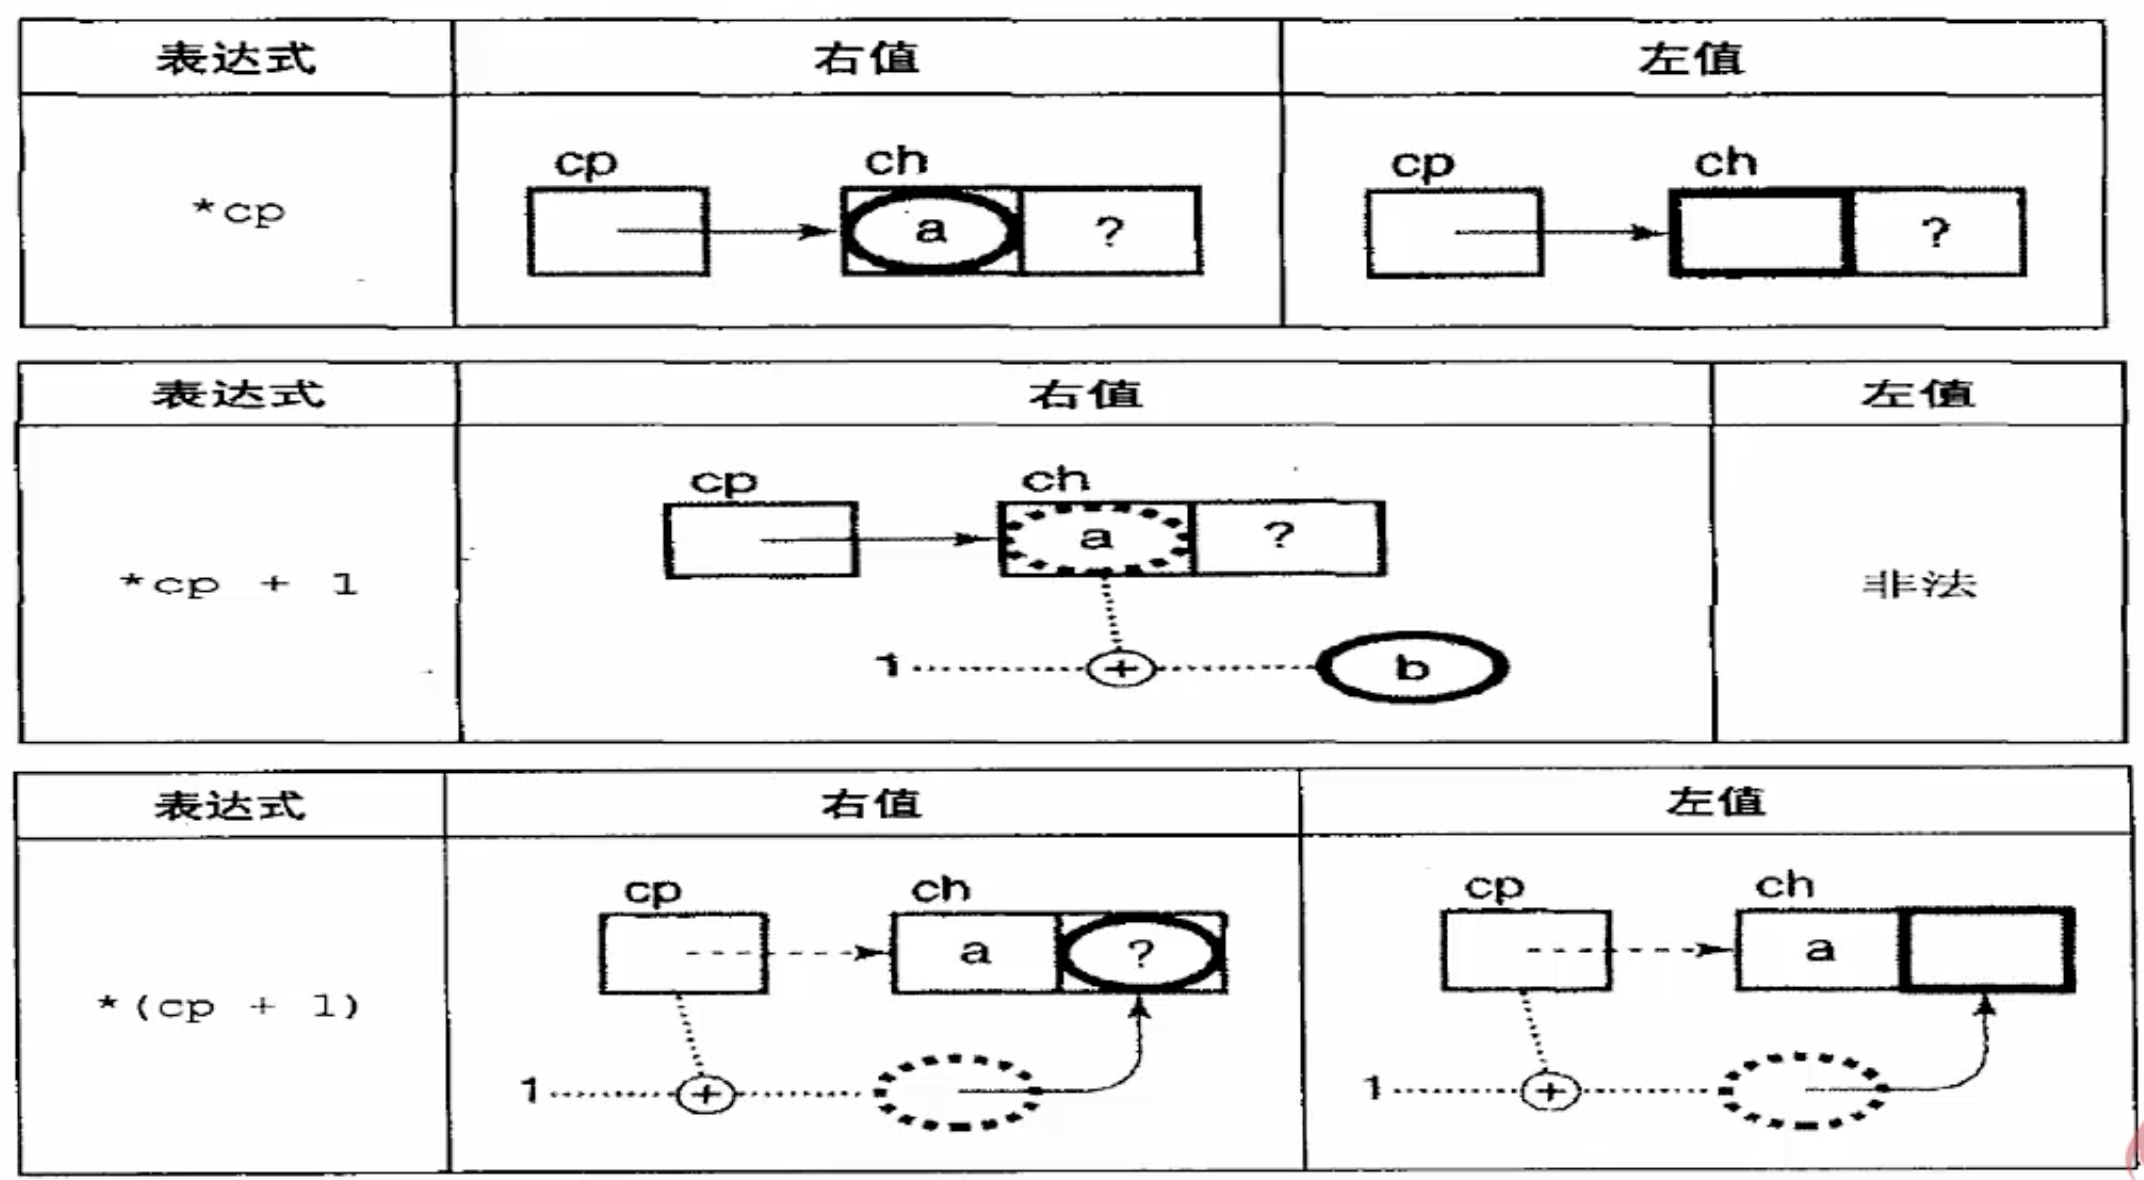 表达式 右值 左值
cp ch cp ch
*cp a ? ?
表达式 右值 左值
cp ch
a ?
*cp + 1 非法
1 + b
表达式 右值 左值
cp ch cp ch
a ? a
*(cp + 1)
1 + 1 +